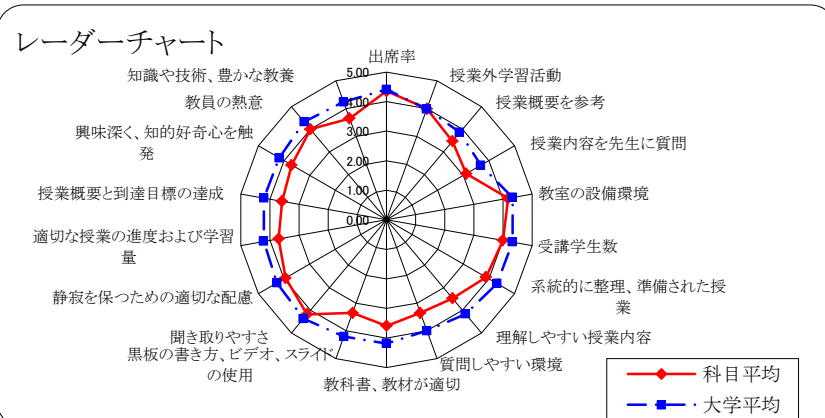 レーダーチャート
出席率
授業外学習活動
授業概要を参考
授業内容を先生に質問
教室の設備環境
受講学生数
系統的に整理、準備された授
業
理解しやすい授業内容
質問しやすい環境
教科書、教材が適切
黒板の書き方、ビデオ、スライド
の使用
聞き取りやすさ
静寂を保つための適切な配慮
適切な授業の進度および学習
量
授業概要と到達目標の達成
興味深く、知的好奇心を触
発
教員の熱意
知識や技術、豊かな教養
5.00
4.00
3.00
2.00
1.00
0.00
科目平均
大学平均